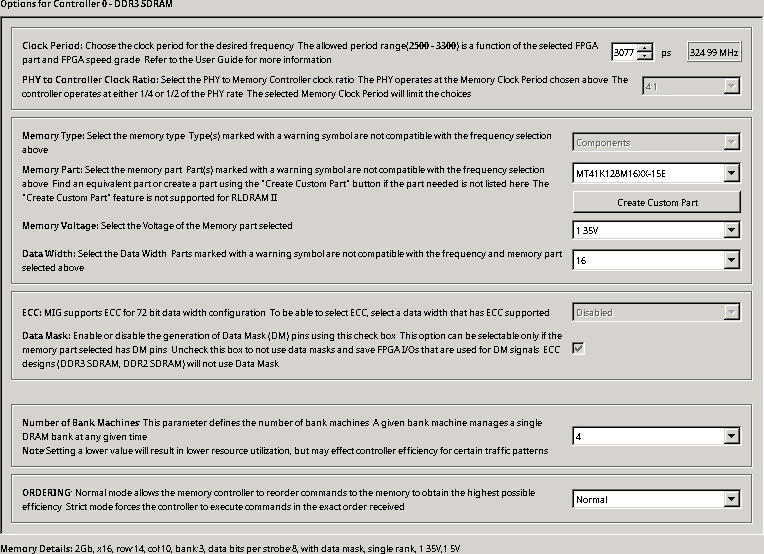 Options for Controller 0 - DDR3 SDRAM
Clock Period: Choose the clock period for the desired frequency The allowed period range(2500 - 3300) is a function of the selected FPGA
part and FPGA speed grade Refer to the User Guide for more information
3077 ps 324 99 MHz
PHY to Controller Clock Ratio: Select the PHY to Memory Controller clock ratio The PHY operates at the Memory Clock Period chosen above The
controller operates at either 1/4 or 1/2 of the PHY rate The selected Memory Clock Period will limit the choices
4:1
Memory Type: Select the memory type Type(s) marked with a warning symbol are not compatible with the frequency selection
above
Components
Memory Part: Select the memory part Part(s) marked with a warning symbol are not compatible with the frequency selection
above Find an equivalent part or create a part using the "Create Custom Part" button if the part needed is not listed here The
"Create Custom Part" feature is not supported for RLDRAM II
MT41K128M16XX-15E
Create Custom Part
Memory Voltage: Select the Voltage of the Memory part selected
1 35V
Data Width: Select the Data Width Parts marked with a warning symbol are not compatible with the frequency and memory part
selected above
16
ECC: MIG supports ECC for 72 bit data width configuration To be able to select ECC, select a data width that has ECC supported
Disabled
Data Mask: Enable or disable the generation of Data Mask (DM) pins using this check box This option can be selectable only if the
memory part selected has DM pins Uncheck this box to not use data masks and save FPGA I/Os that are used for DM signals ECC
designs (DDR3 SDRAM, DDR2 SDRAM) will not use Data Mask
Number of Bank Machines This parameter defines the number of bank machines A given bank machine manages a single
DRAM bank at any given time
Note Setting a lower value will result in lower resource utilization, but may effect controller efficiency for certain traffic patterns
4
ORDERING Normal mode allows the memory controller to reorder commands to the memory to obtain the highest possible
efficiency Strict mode forces the controller to execute commands in the exact order received
Normal
Memory Details: 2Gb, x16, row 14, col 10, bank 3, data bits per strobe 8, with data mask, single rank, 1 35V,1 5V